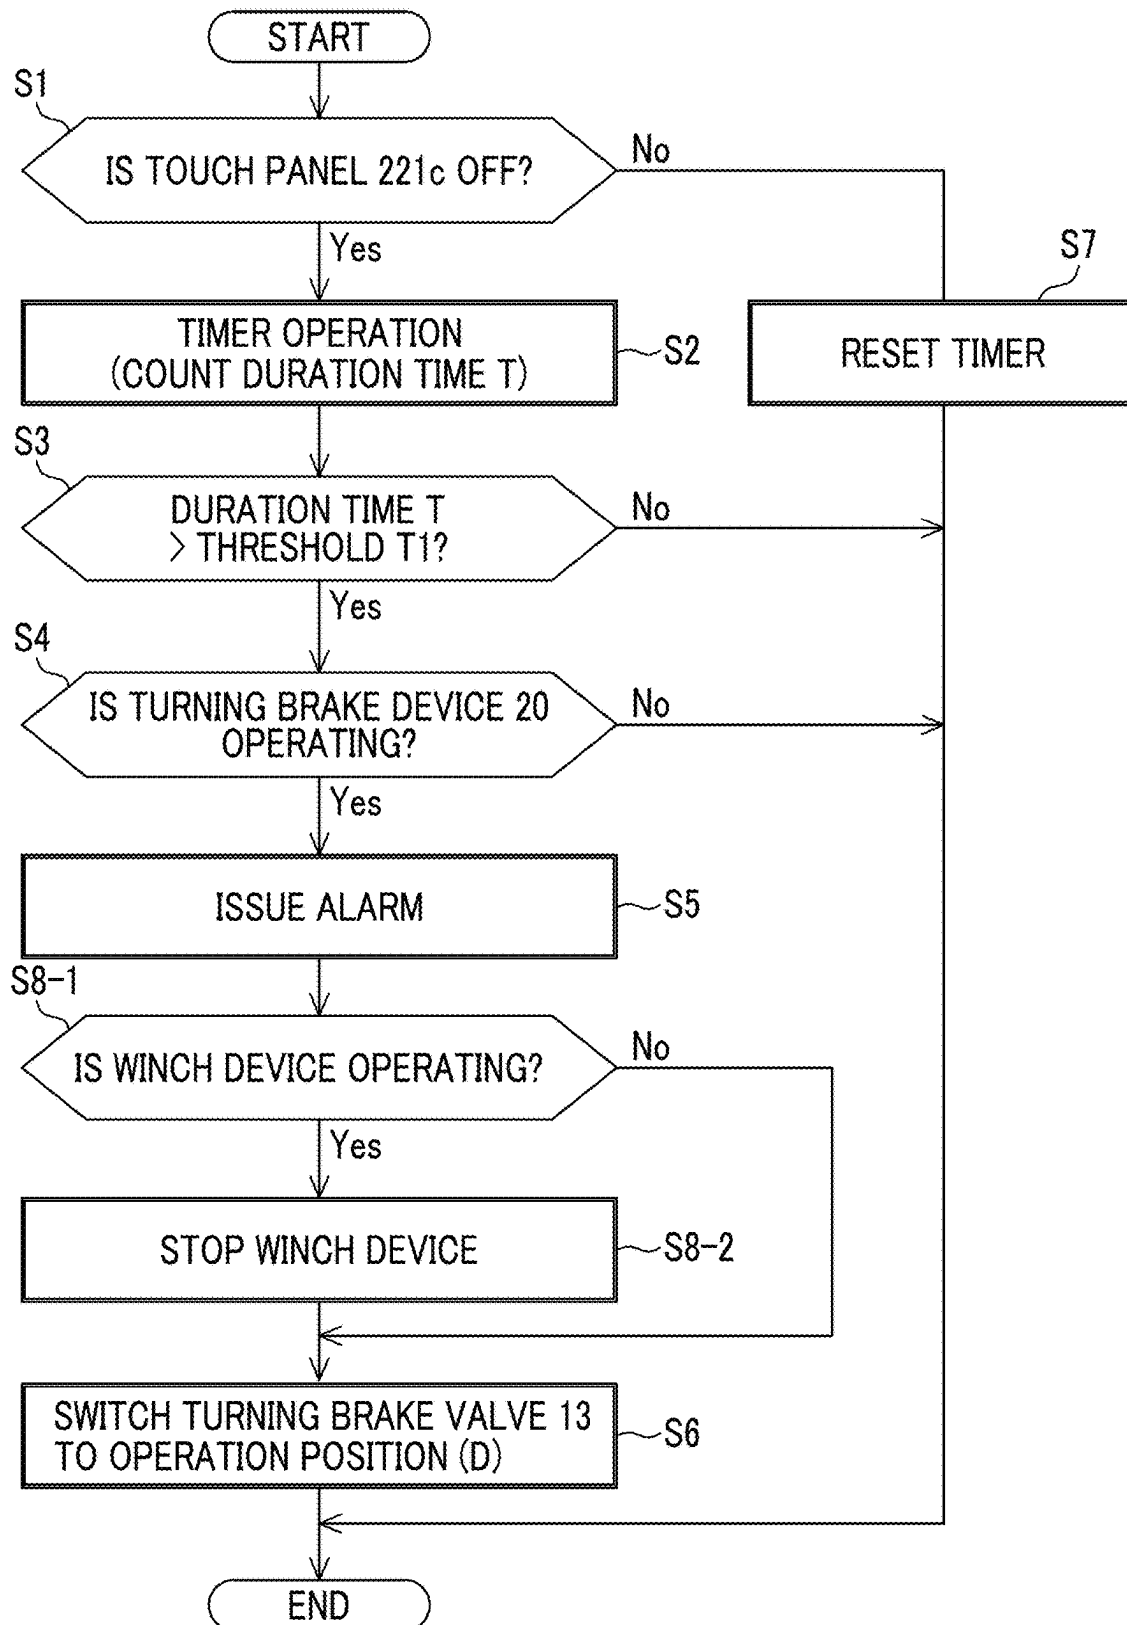 START
S1
IS TOUCH PANEL 221c OFF?
No
Yes
S7
TIMER OPERATION
(COUNT DURATION TIME T)
S2
RESET TIMER
S3
DURATION TIME T
> THRESHOLD T1?
No
Yes
S4
IS TURNING BRAKE DEVICE 20
OPERATING?
No
Yes
ISSUE ALARM
S5
S8-1
IS WINCH DEVICE OPERATING?
No
Yes
STOP WINCH DEVICE
S8-2
SWITCH TURNING BRAKE VALVE 13
TO OPERATION POSITION (D)
S6
END